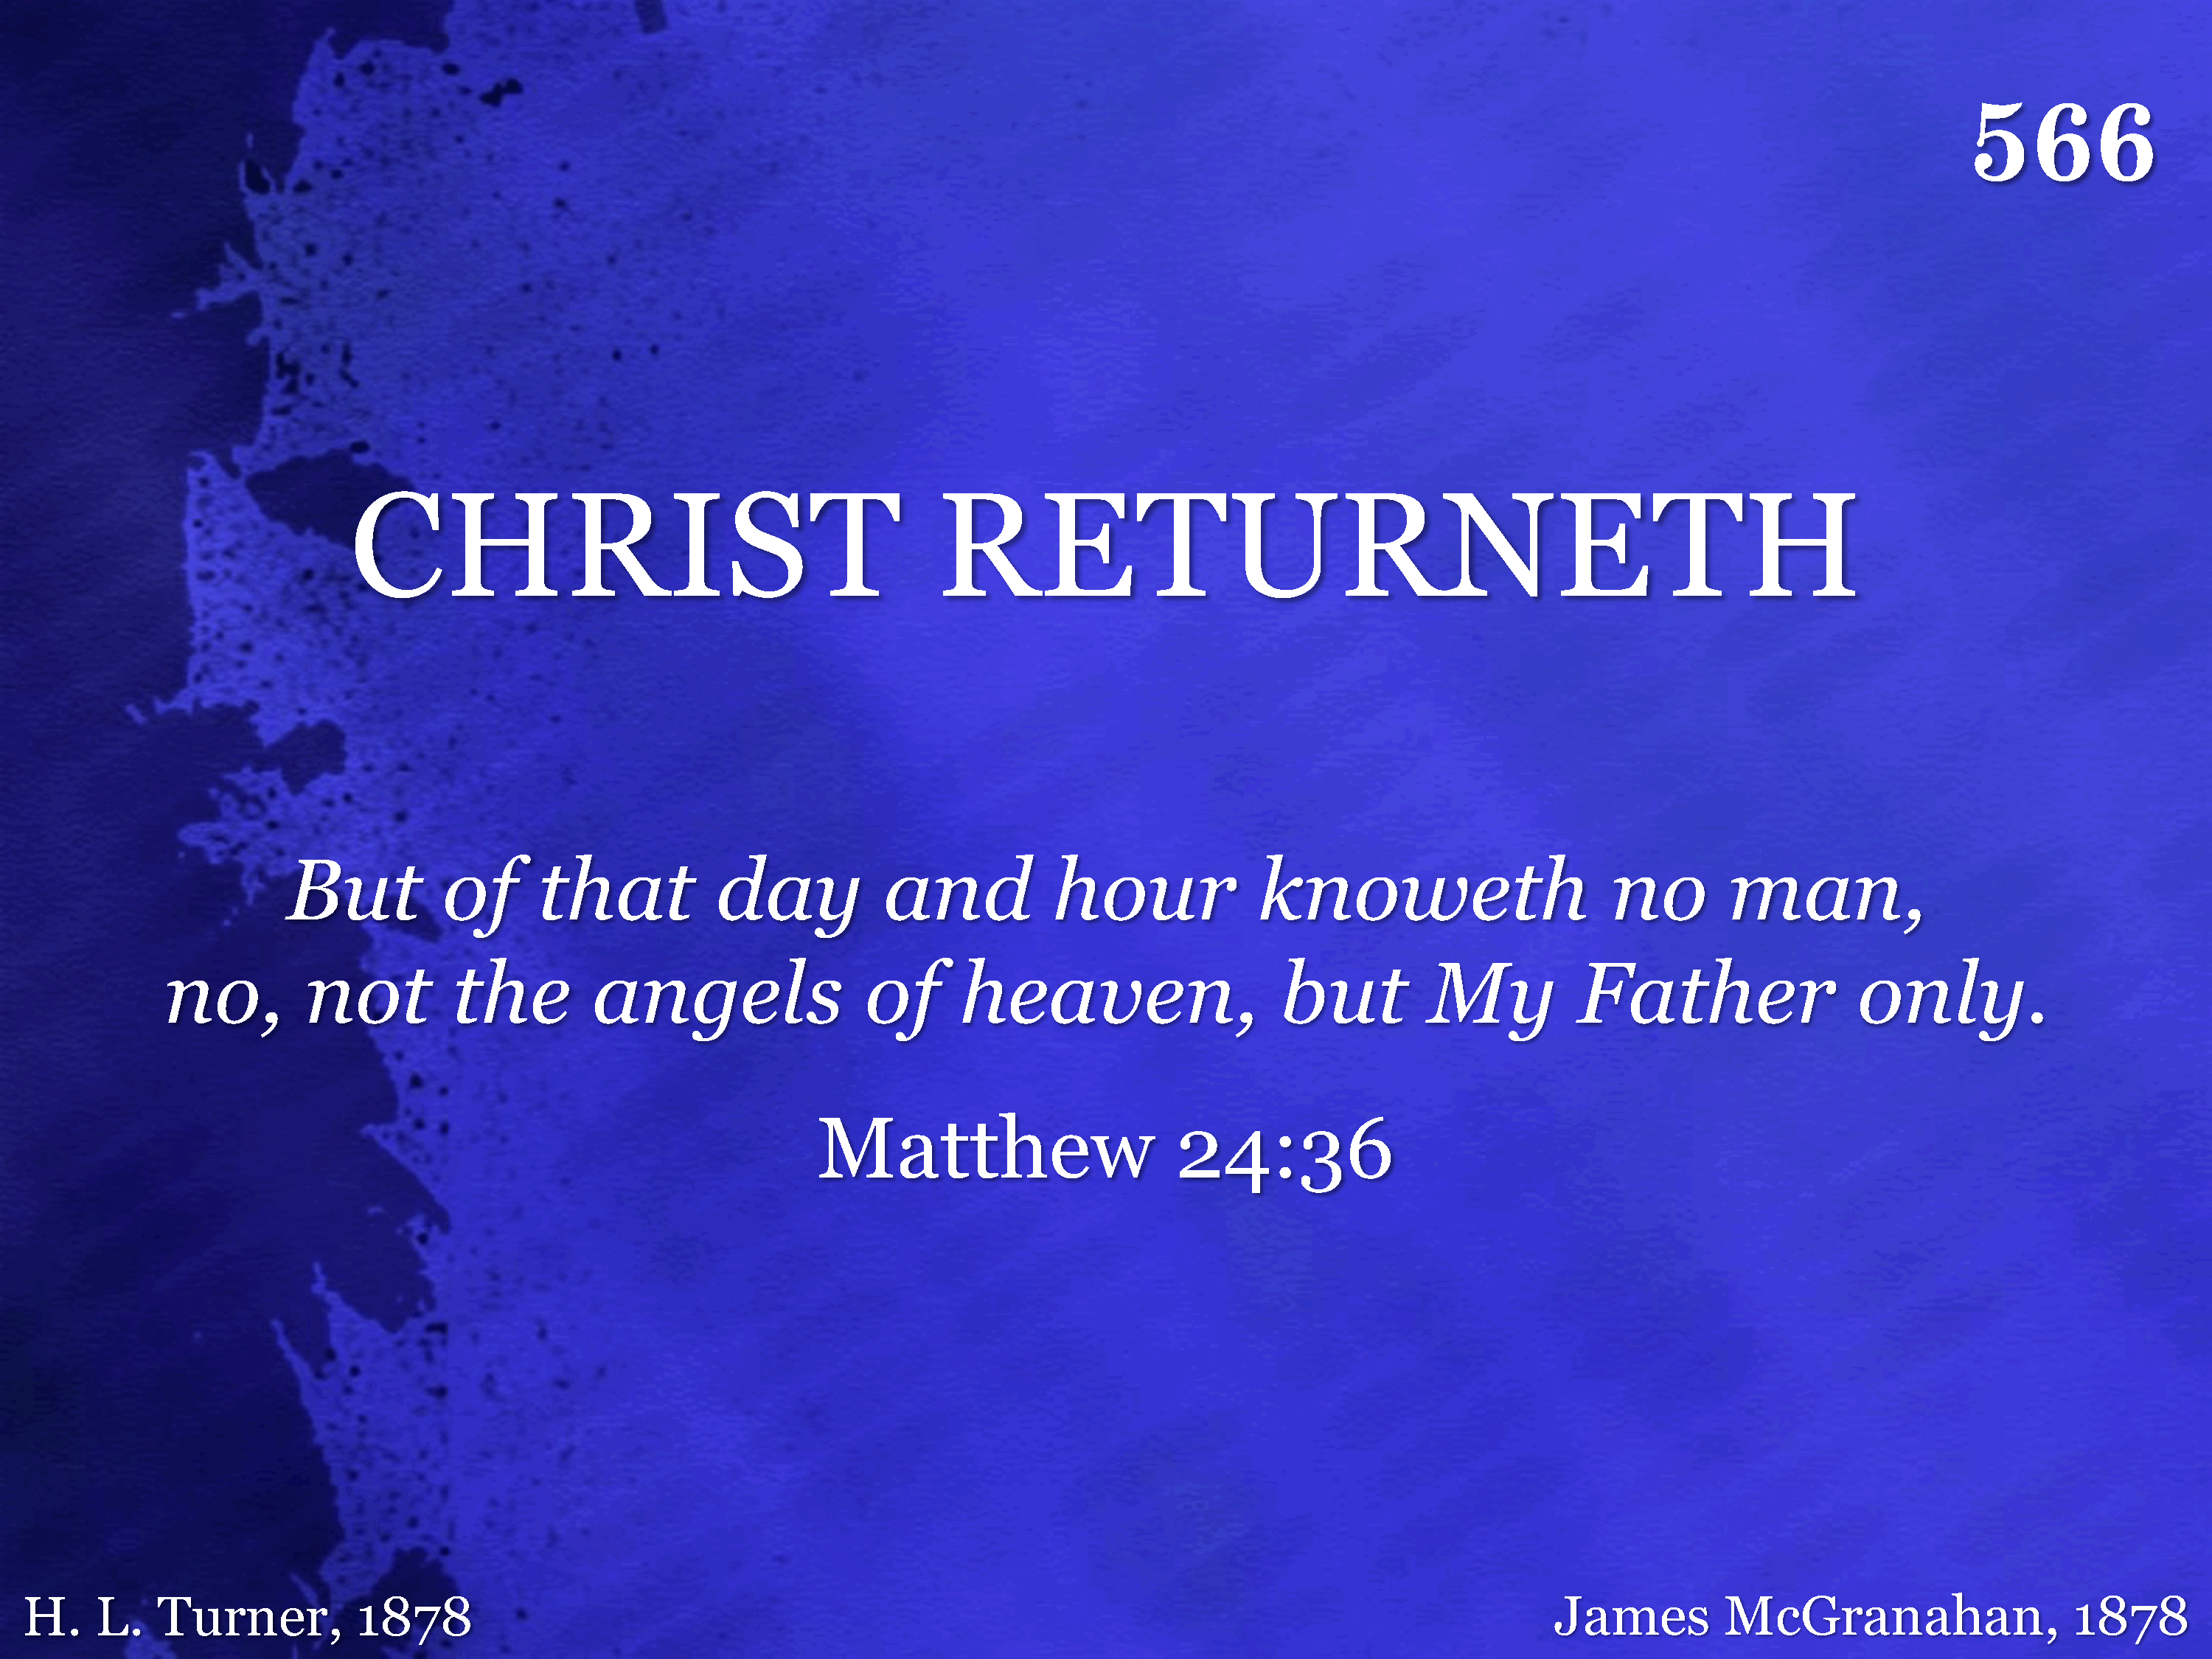 566
CHRIST RETURNETH
But of that day and hour knoweth no man,
no, not the angels of heaven, but My Father only.
Matthew 24:36
H. L. Turner, 1878
James McGranahan, 1878